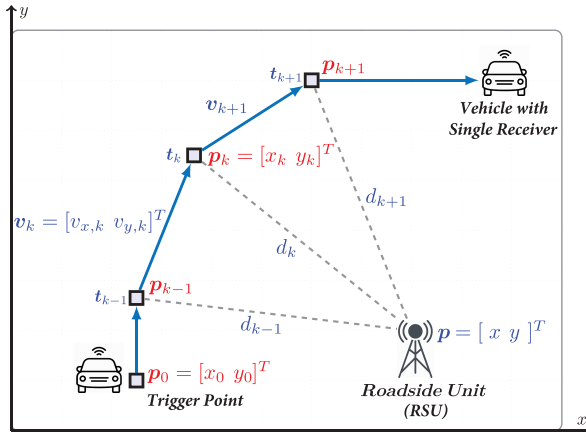 y
t_{k+1}
p_{k+1}
Vehicle with
Single Receiver
v_{k+1}
t_k
p_k = [x_k y_k]^T
d_{k+1}
v_k = [v_{x,k} v_{y,k}]^T
d_k
p_{k-1}
t_{k-1}
d_{k-1}
p = [ x y ]^T
p_0 = [x_0 y_0]^T
Trigger Point
Roadside Unit
(RSU)
x